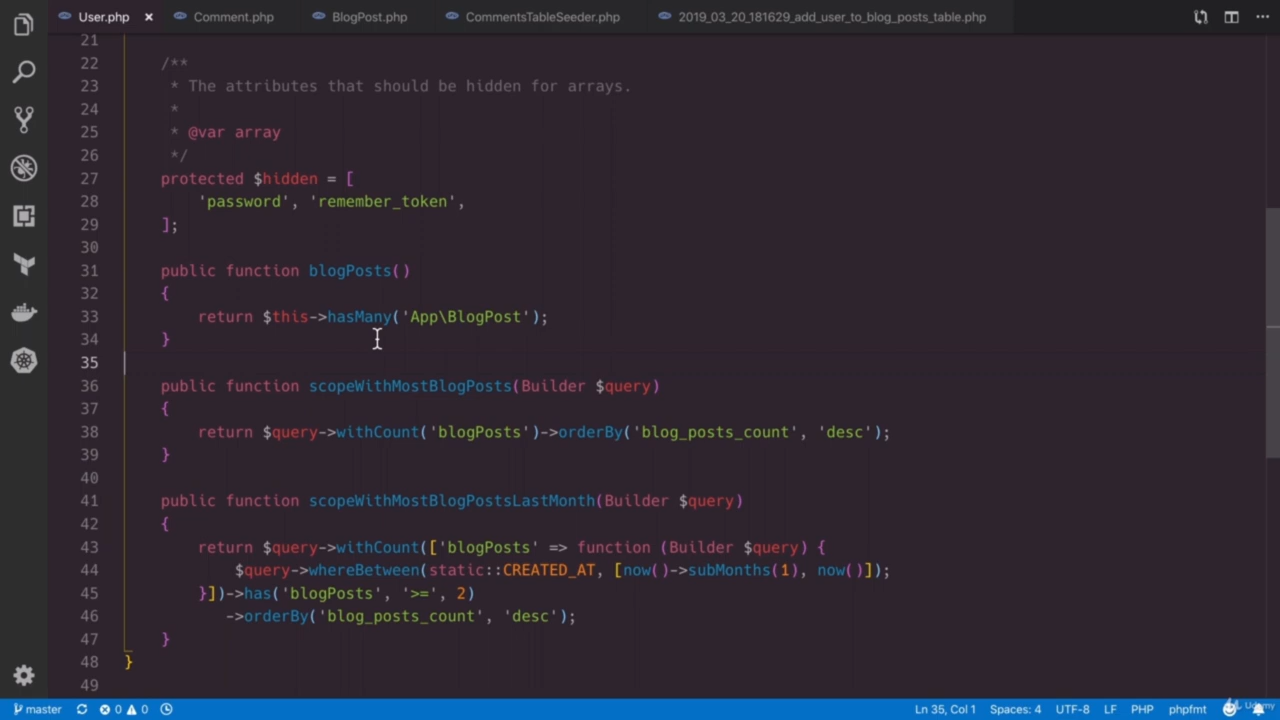 User.php Comment.php BlogPost.php CommentsTableSeeder.php 2019_03_20_181629_add_user_to_blog_posts_table.php
21
22 /**
23 * The attributes that should be hidden for arrays.
24 *
25 * @var array
26 */
27 protected $hidden = [
28 'password', 'remember_token',
29 ];
30
31 public function blogPosts()
32 {
33 return $this->hasMany('App\BlogPost');
34 }
35
36 public function scopeWithMostBlogPosts(Builder $query)
37 {
38 return $query->withCount('blogPosts')->orderBy('blog_posts_count', 'desc');
39 }
40
41 public function scopeWithMostBlogPostsLastMonth(Builder $query)
42 {
43 return $query->withCount(['blogPosts' => function (Builder $query) {
44 $query->whereBetween(static::CREATED_AT, [now()->subMonths(1), now()]);
45 }])->has('blogPosts', '>=', 2)
46 ->orderBy('blog_posts_count', 'desc');
47 }
48 }
49
master 0 0 Ln 35, Col 1 Spaces: 4 UTF-8 LF PHP phpfmt Udemy